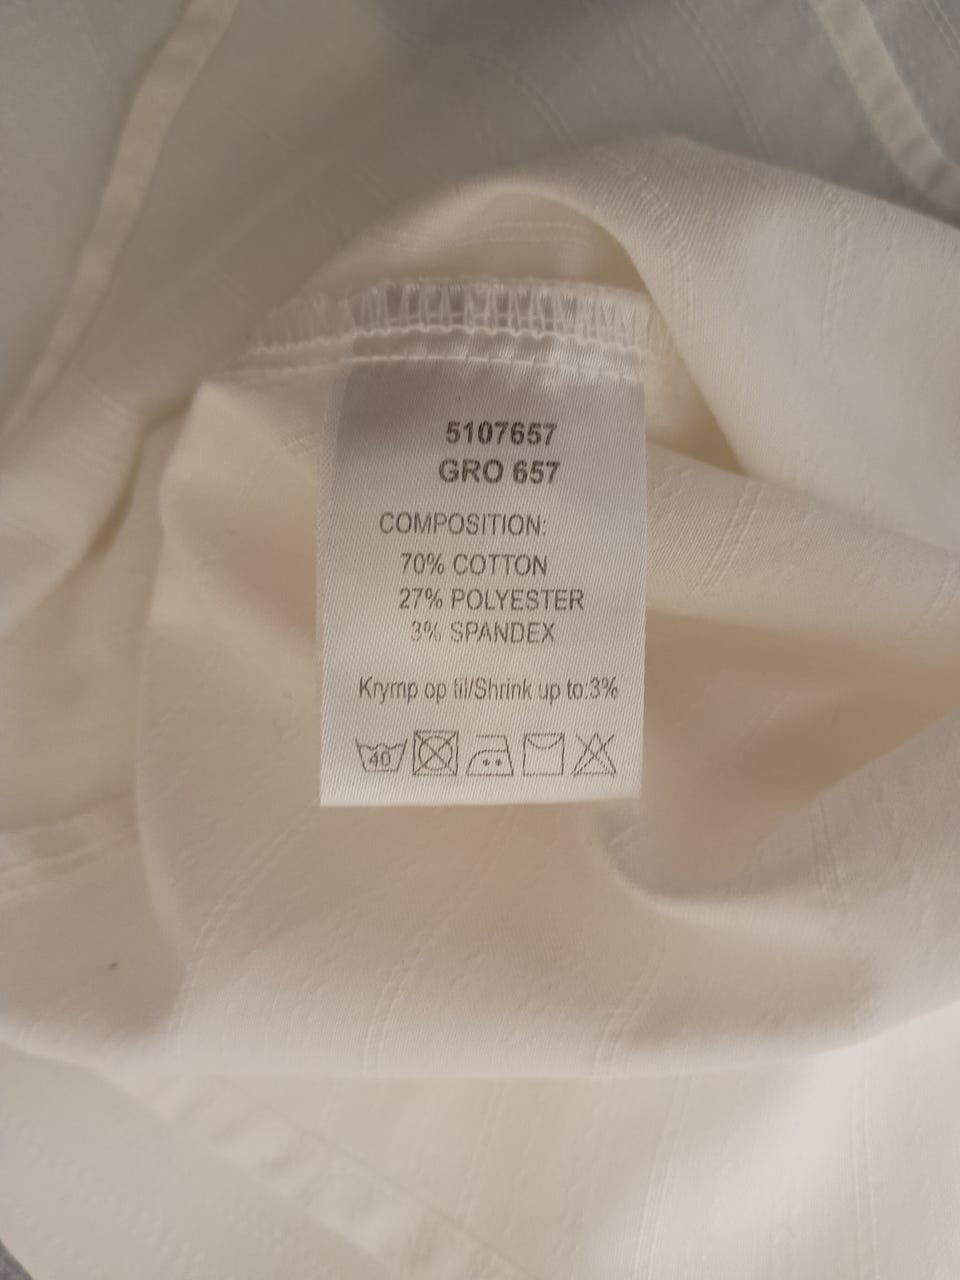 5107657
GRO 657
COMPOSITION:
70% COTTON
27% POLYESTER
3% SPANDEX
Krymp op til/Shrink up to:3%
40